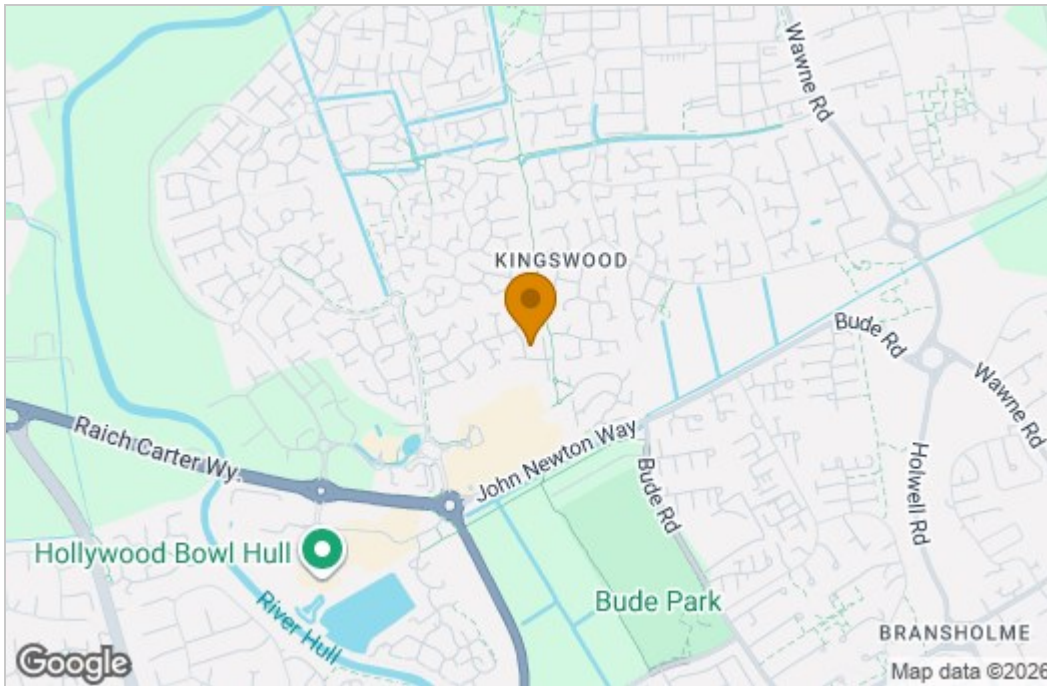 Wawne Rd
KINGSWOOD
Bude Rd
Wawne Rd
Raich Carter Wy.
John Newton Way
Bude Rd
Holwell Rd
Hollywood Bowl Hull
River Hull
Bude Park
BRANSHOLME
Google
Map data ©2026